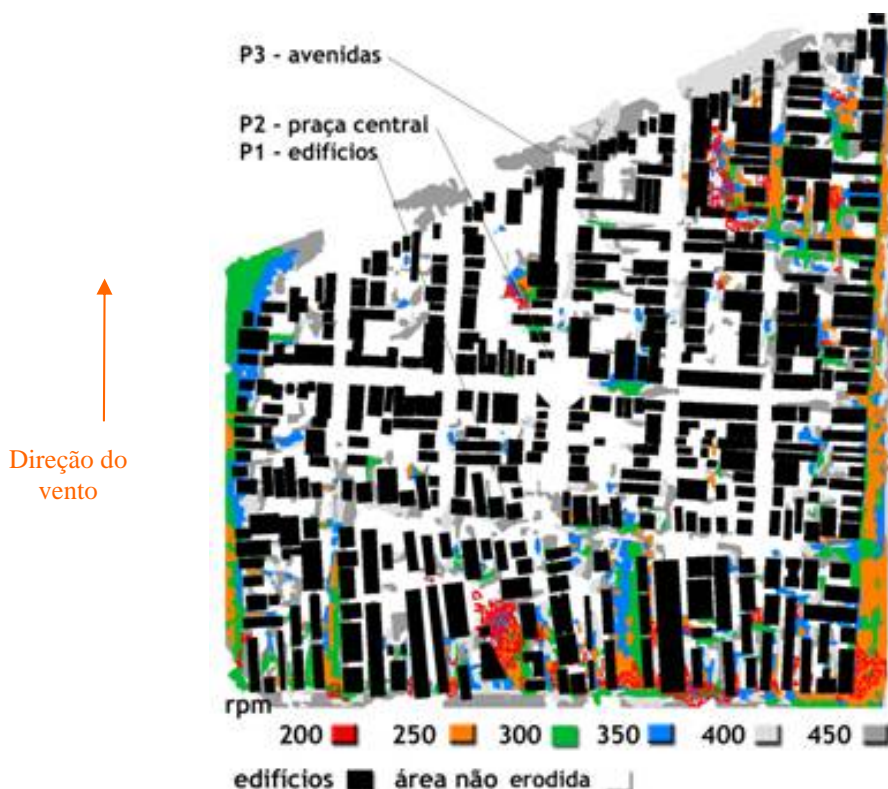 P3 - avenidas
P2 - praça central
P1 - edifícios
Direção do
vento
rpm
200 250 300 350 400 450
edifícios área não erodida